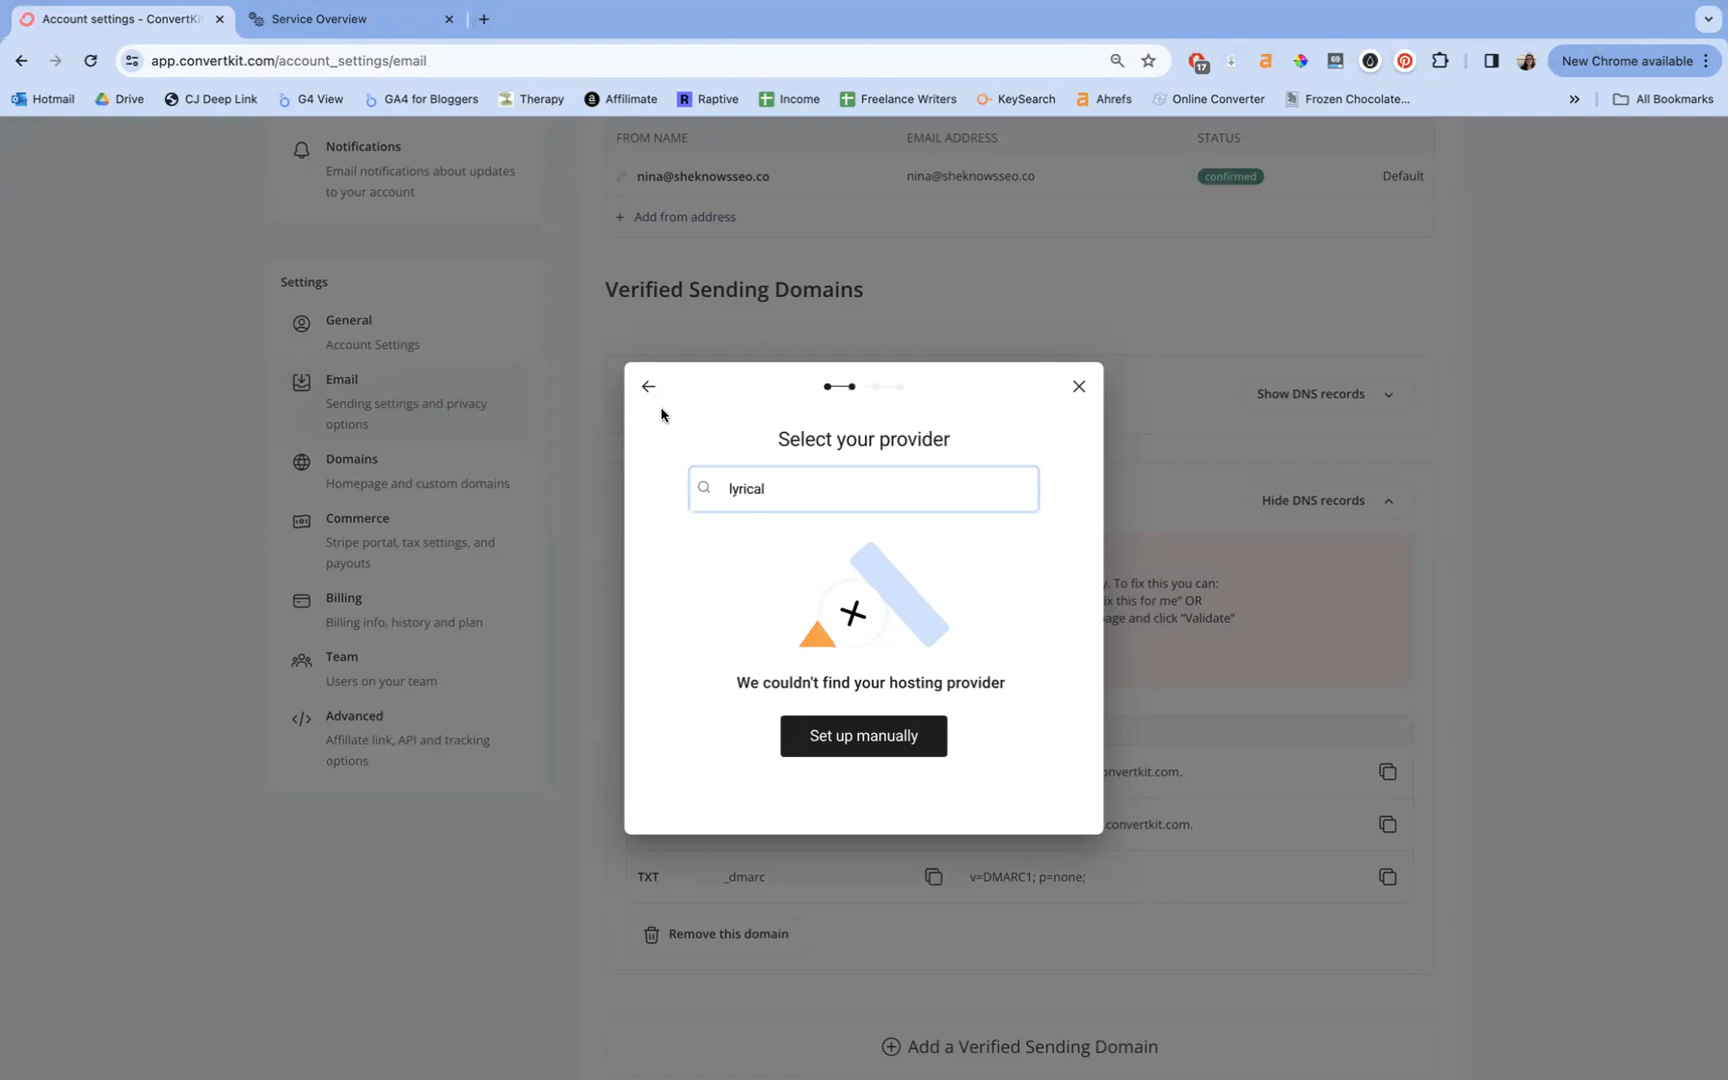 Account settings - ConvertKit
Service Overview
app.convertkit.com/account_settings/email
17
69
New Chrome available
Hotmail
Drive
CJ Deep Link
G4 View
GA4 for Bloggers
Therapy
Affilimate
Raptive
Income
Freelance Writers
KeySearch
Ahrefs
Online Converter
Frozen Chocolate...
All Bookmarks
Notifications
Email notifications about updates
to your account
Settings
General
Account Settings
Email
Sending settings and privacy
options
Domains
Homepage and custom domains
Commerce
Stripe portal, tax settings, and
payouts
Billing
Billing info, history and plan
Team
Users on your team
Advanced
Affiliate link, API and tracking
options
FROM NAME EMAIL ADDRESS STATUS
nina@sheknowsseo.co nina@sheknowsseo.co confirmed Default
+ Add from address
Verified Sending Domains
Show DNS records
Hide DNS records
Select your provider
lyrical
We couldn't find your hosting provider
Set up manually
y. To fix this you can:
ix this for me" OR
page and click "Validate"
onvertkit.com.
.convertkit.com.
TXT _dmarc v=DMARC1; p=none;
Remove this domain
Add a Verified Sending Domain